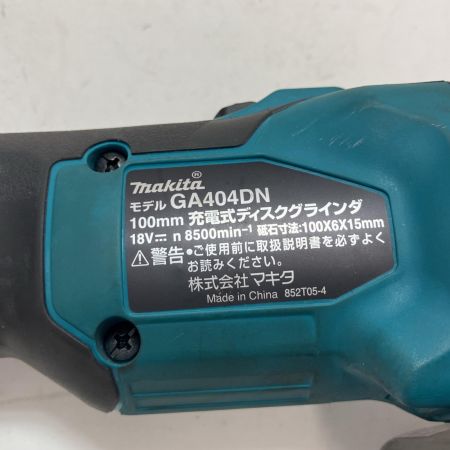 makita®
モデル GA404DN
100mm 充電式ディスクグラインダ
18V⎓ n 8500min⁻¹ 砥石寸法:100X6X15mm
⚠警告 •ご使用前に取扱説明書を必ずよく
お読みください。
株式会社マキタ
Made in China 852T05-4